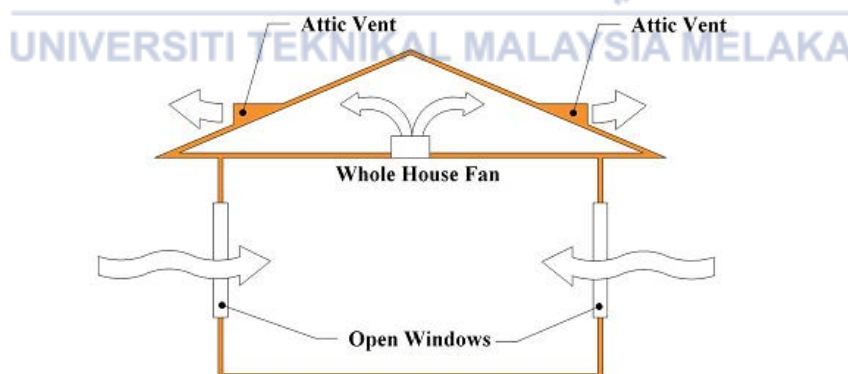 Attic Vent
Attic Vent
UNIVERSITI TEKNIKAL MALAYSIA MELAKA
Whole House Fan
Open Windows